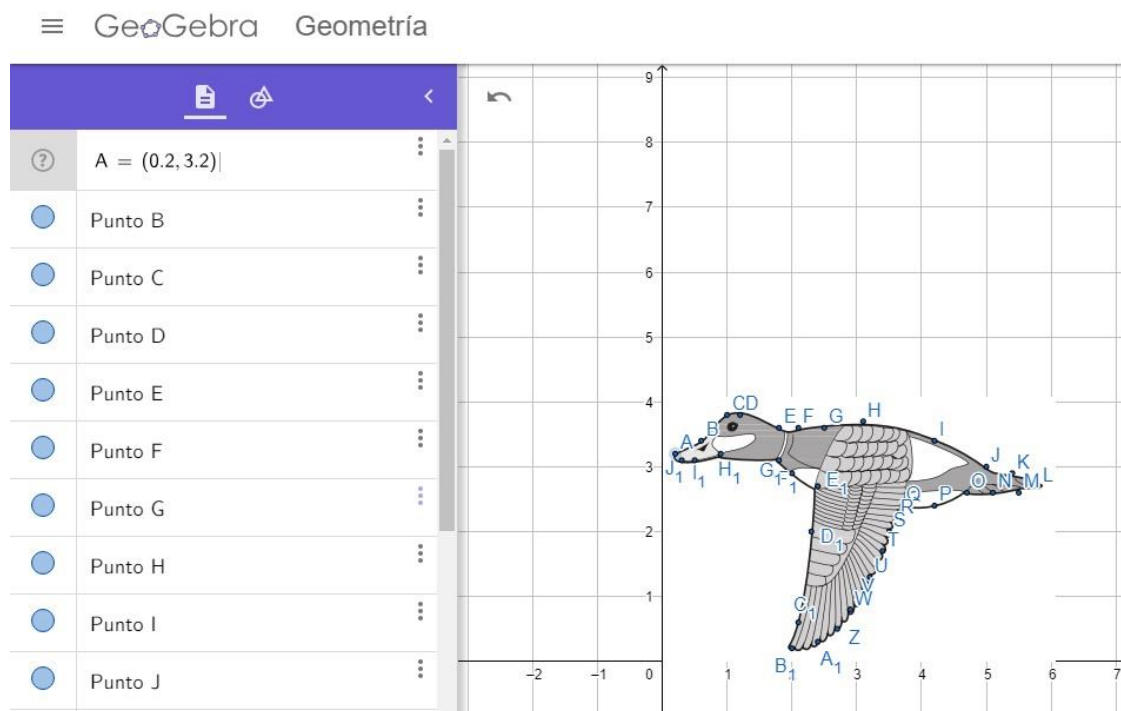 GeoGebra Geometría
A = (0.2, 3.2)
Punto B
Punto C
Punto D
Punto E
Punto F
Punto G
Punto H
Punto I
Punto J
9
8
7
6
5
4
3
2
1
−2 −1 0 1 2 3 4 5 6 7
C D
E F G H
A B I
J K L
J₁ I₁ H₁ G₁ F₁ E₁ O N M
Q P
R
S
D₁ T
U
V
C₁ W
Z
B₁ A₁